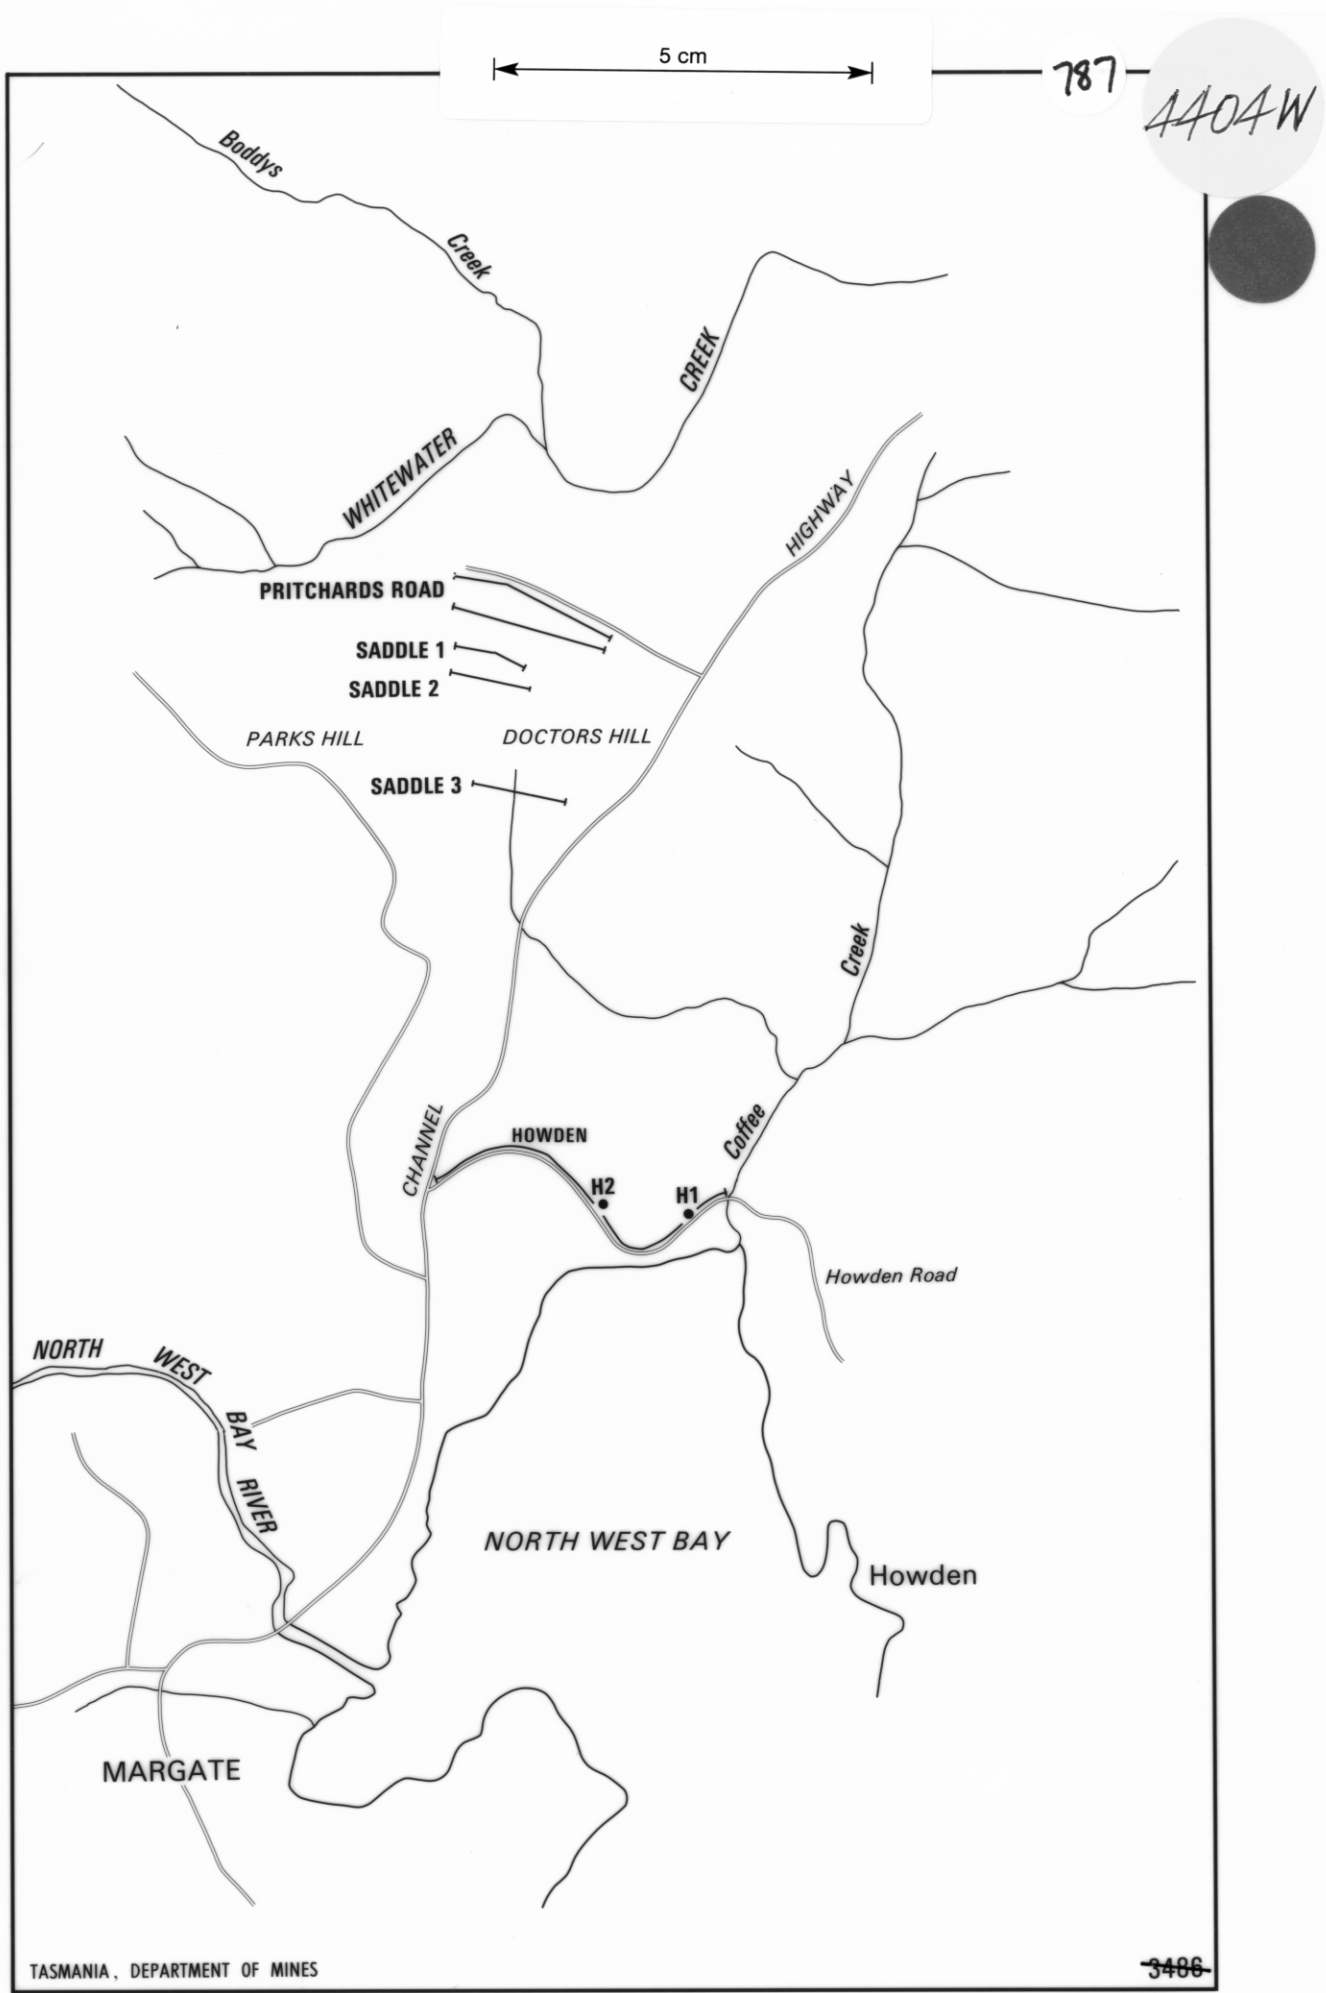 5 cm
787
4404W
Boddys
Creek
CREEK
WHITEWATER
HIGHWAY
PRITCHARDS ROAD
SADDLE 1
SADDLE 2
PARKS HILL
DOCTORS HILL
SADDLE 3
Creek
Coffee
CHANNEL
HOWDEN
H2
H1
Howden Road
NORTH
WEST
BAY
RIVER
NORTH WEST BAY
Howden
MARGATE
TASMANIA, DEPARTMENT OF MINES
3486